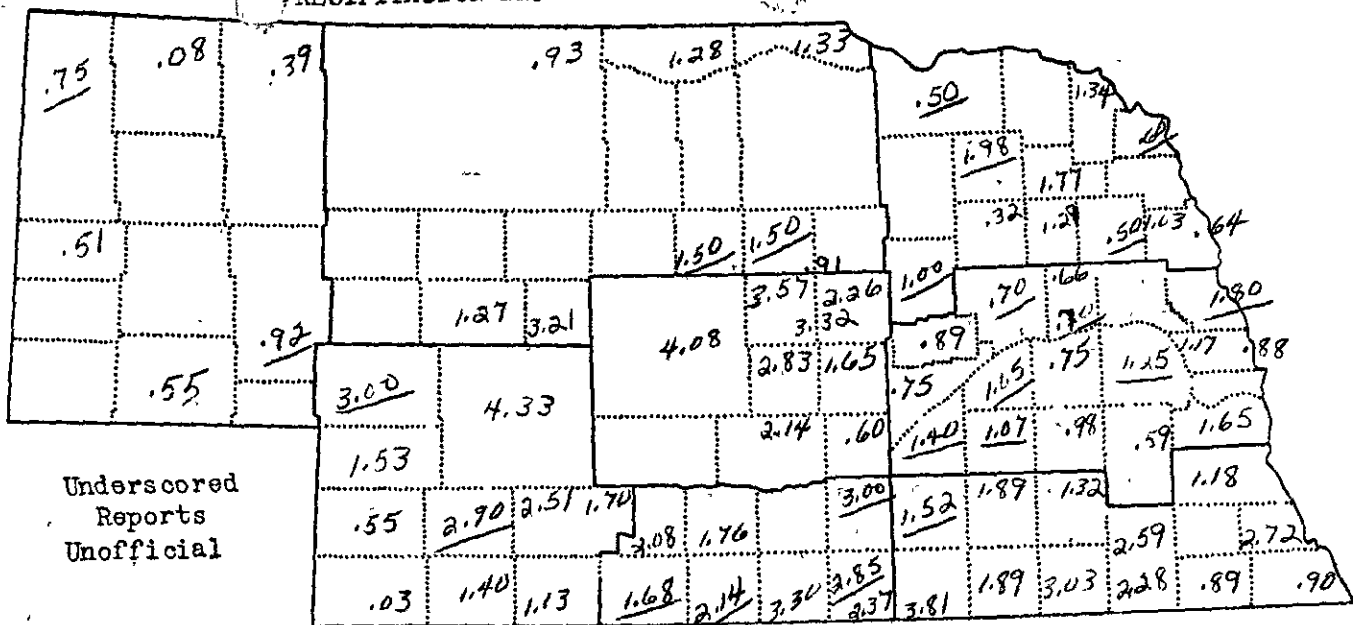 .75 .08 .39 .93 1.28 1.33
.50 1.34
1.98
1.77
.51 .32 1.29 .50 1.03 .64
1.50 1.50 .91 1.00
3.57 2.26 .70 .66 1.80
.92 1.27 3.21 4.08 3.32 .89 .70
2.83 1.65 .75 1.17 .88
.55 3.00 4.33 .75 1.05 1.25
2.14 .60 1.40 1.07 .98 .59 1.65
1.53 1.18
Underscored
Reports
Unofficial
.55 2.90 2.51 1.70 3.00 1.52 1.89 1.32
2.08 1.76 2.59 2.72
.03 1.40 1.13 1.68 2.14 3.30 2.85 1.89 3.03 2.28 .89 .90
2.37 3.81